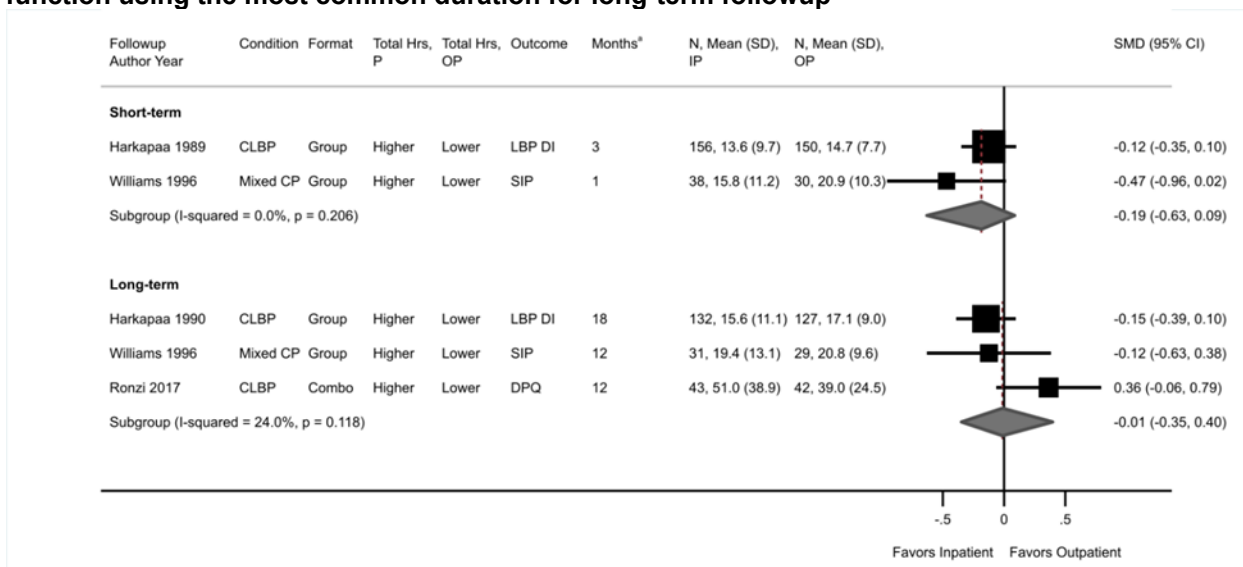 function using the most common duration for long-term followup
Followup Condition Format Total Hrs, Total Hrs, Outcome Monthsª N, Mean (SD), N, Mean (SD), SMD (95% CI)
Author Year P OP IP OP
Short-term
Harkapaa 1989 CLBP Group Higher Lower LBP DI 3 156, 13.6 (9.7) 150, 14.7 (7.7) -0.12 (-0.35, 0.10)
Williams 1996 Mixed CP Group Higher Lower SIP 1 38, 15.8 (11.2) 30, 20.9 (10.3) -0.47 (-0.96, 0.02)
Subgroup (I-squared = 0.0%, p = 0.206) -0.19 (-0.63, 0.09)
Long-term
Harkapaa 1990 CLBP Group Higher Lower LBP DI 18 132, 15.6 (11.1) 127, 17.1 (9.0) -0.15 (-0.39, 0.10)
Williams 1996 Mixed CP Group Higher Lower SIP 12 31, 19.4 (13.1) 29, 20.8 (9.6) -0.12 (-0.63, 0.38)
Ronzi 2017 CLBP Combo Higher Lower DPQ 12 43, 51.0 (38.9) 42, 39.0 (24.5) 0.36 (-0.06, 0.79)
Subgroup (I-squared = 24.0%, p = 0.118) -0.01 (-0.35, 0.40)
-.5 0 .5
Favors Inpatient Favors Outpatient